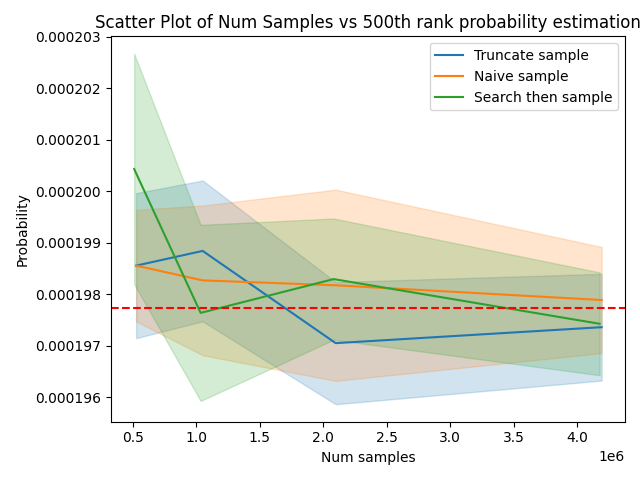 Scatter Plot of Num Samples vs 500th rank probability estimation
Truncate sample
Naive sample
Search then sample
Probability
0.000203
0.000202
0.000201
0.000200
0.000199
0.000198
0.000197
0.000196
0.5 1.0 1.5 2.0 2.5 3.0 3.5 4.0
1e6
Num samples